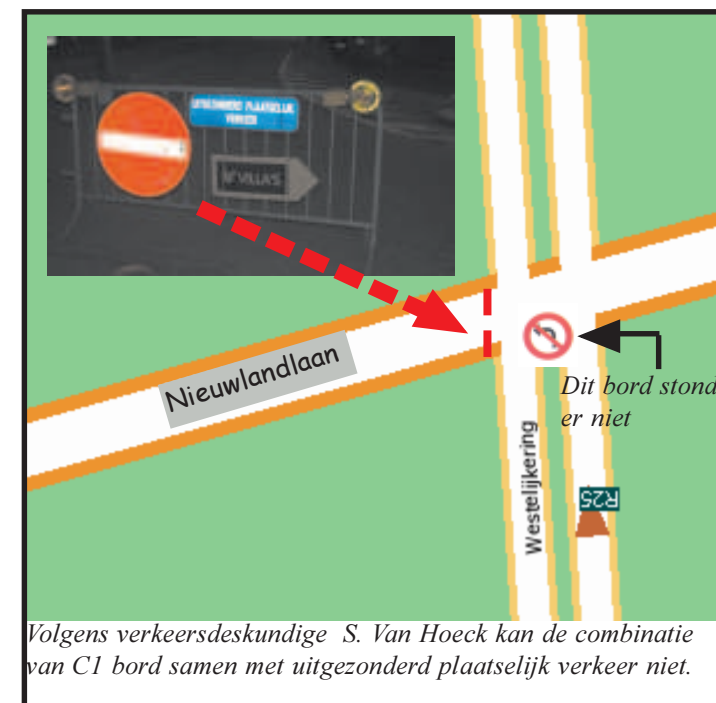 UITGEZONDERD PLAATSELIJK
VERKEER
VILLA'S
Nieuwlandlaan
Dit bord stond
er niet
Westelijkering
R25
Volgens verkeersdeskundige S. Van Hoeck kan de combinatie
van C1 bord samen met uitgezonderd plaatselijk verkeer niet.